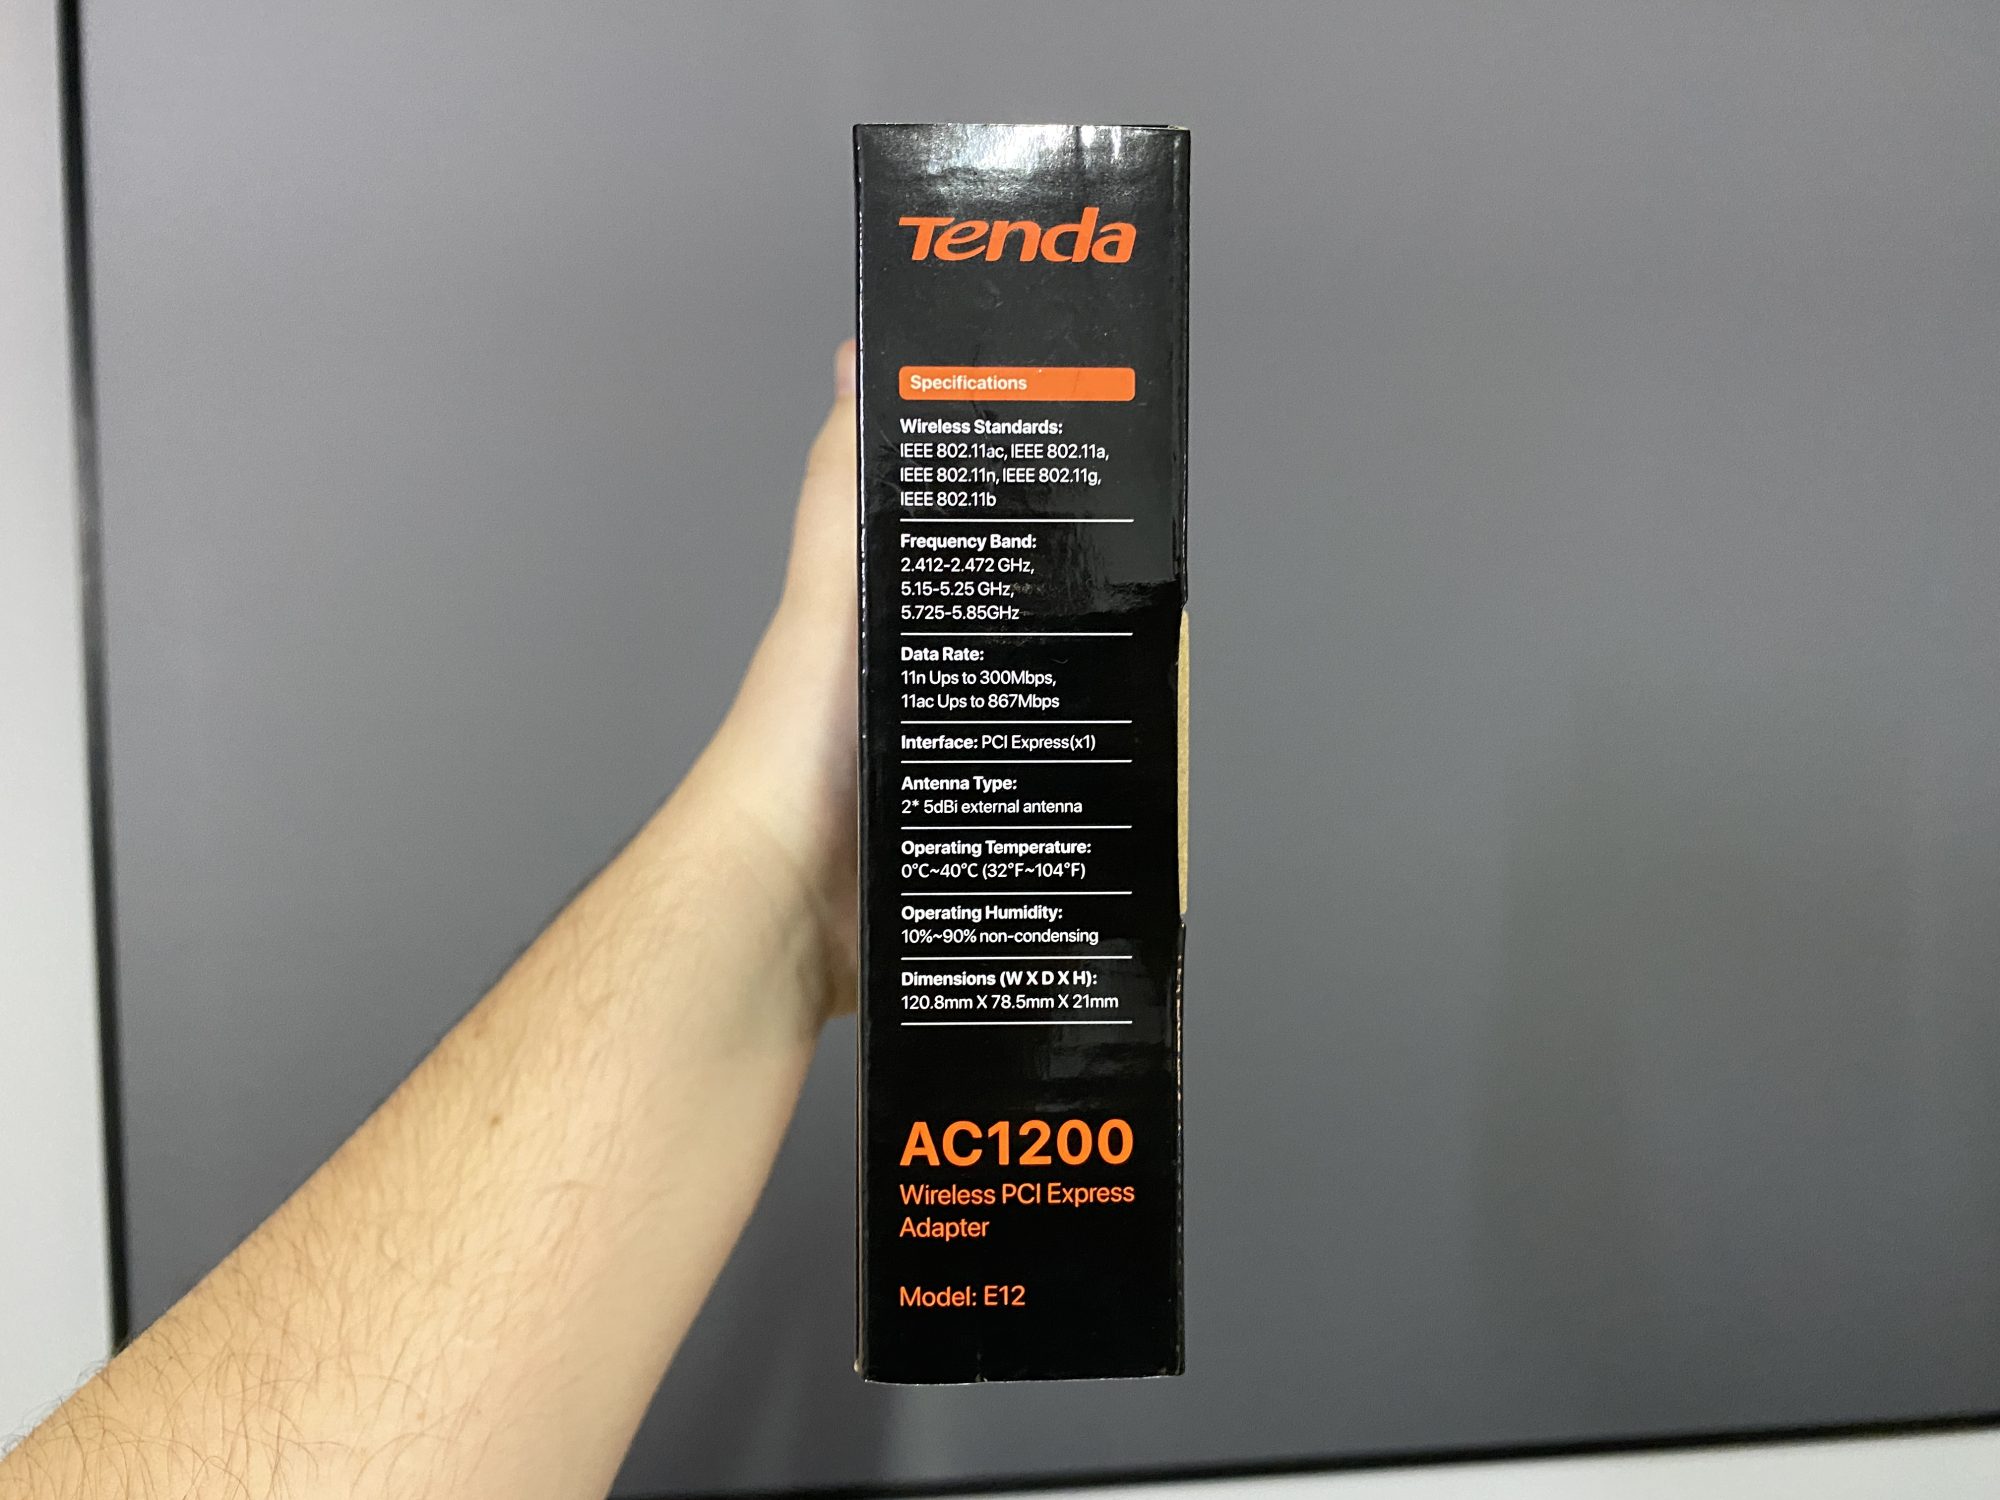 Tenda
Specifications
Wireless Standards:
IEEE 802.11ac, IEEE 802.11a,
IEEE 802.11n, IEEE 802.11g,
IEEE 802.11b
Frequency Band:
2.412-2.472 GHz,
5.15-5.25 GHz,
5.725-5.85GHz
Data Rate:
11n Ups to 300Mbps,
11ac Ups to 867Mbps
Interface: PCI Express(x1)
Antenna Type:
2* 5dBi external antenna
Operating Temperature:
0°C~40°C (32°F~104°F)
Operating Humidity:
10%~90% non-condensing
Dimensions (W X D X H):
120.8mm X 78.5mm X 21mm
AC1200
Wireless PCI Express
Adapter
Model: E12